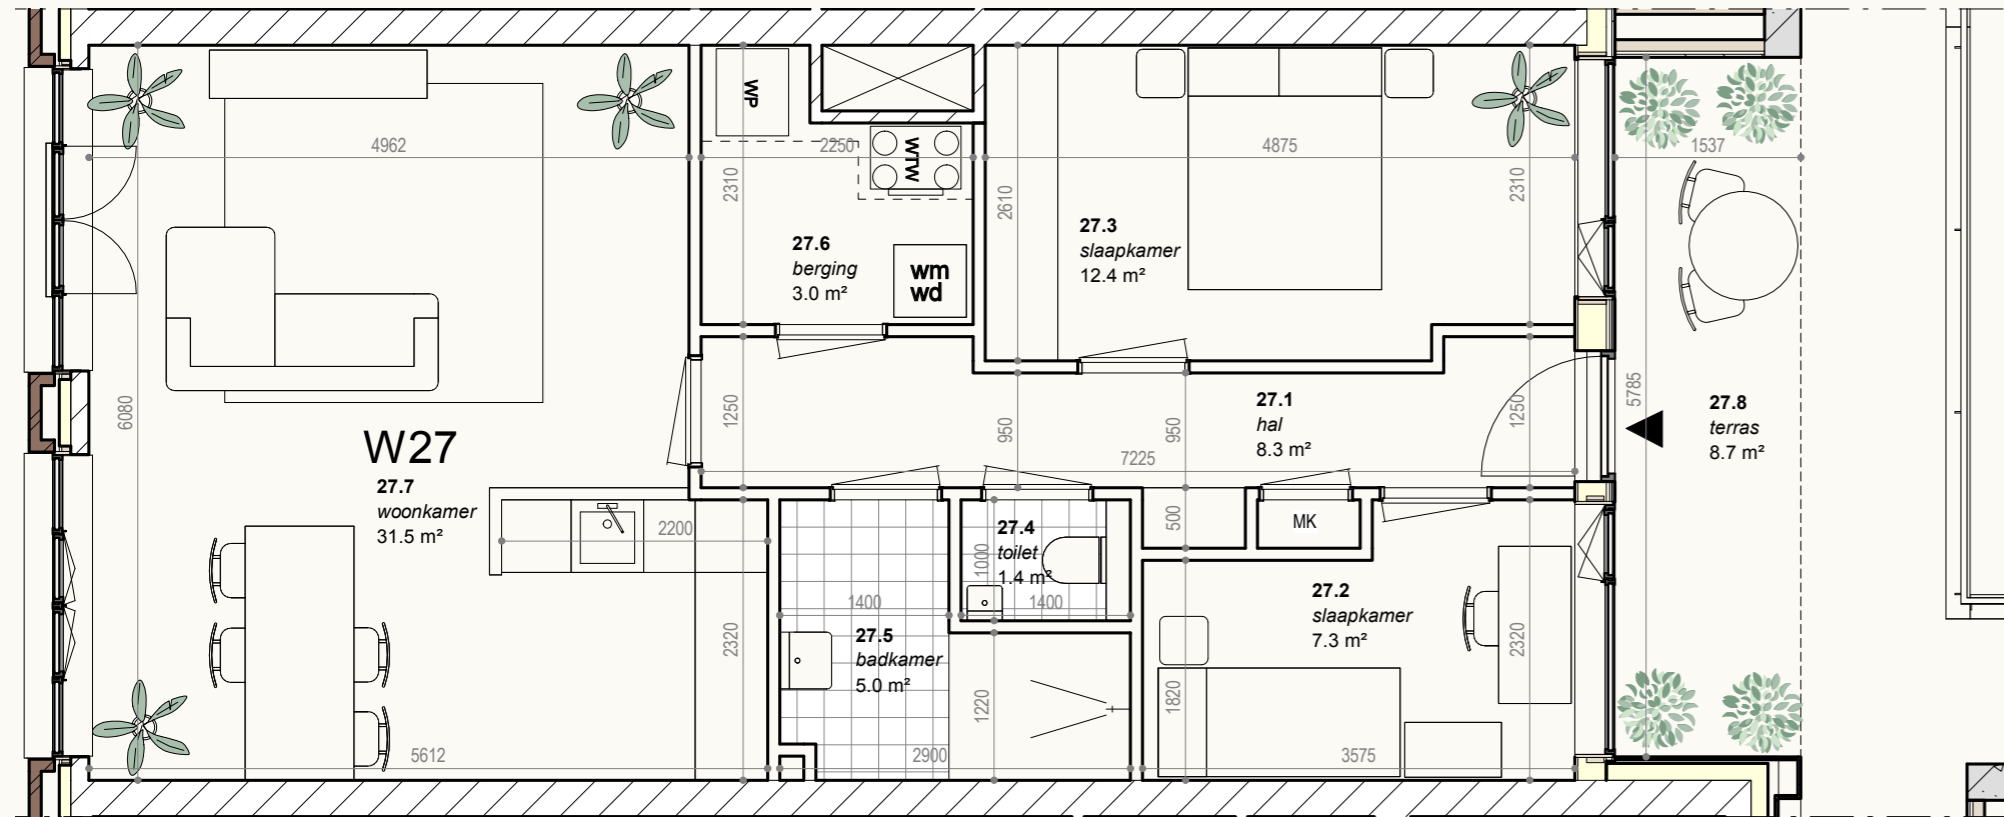 WP
4962
2250
WTW
4875
1537
2310
2610
2310
27.3
slaapkamer
12.4 m²
27.6
berging
3.0 m²
wm
wd
6080
1250
950
950
27.1
hal
8.3 m²
1250
5785
27.8
terras
8.7 m²
W27
7225
27.7
woonkamer
31.5 m²
2200
27.4
toilet
1.4 m²
1000
500
MK
1400
1400
27.2
slaapkamer
7.3 m²
2320
27.5
badkamer
5.0 m²
2320
1220
1820
5612
2900
3575